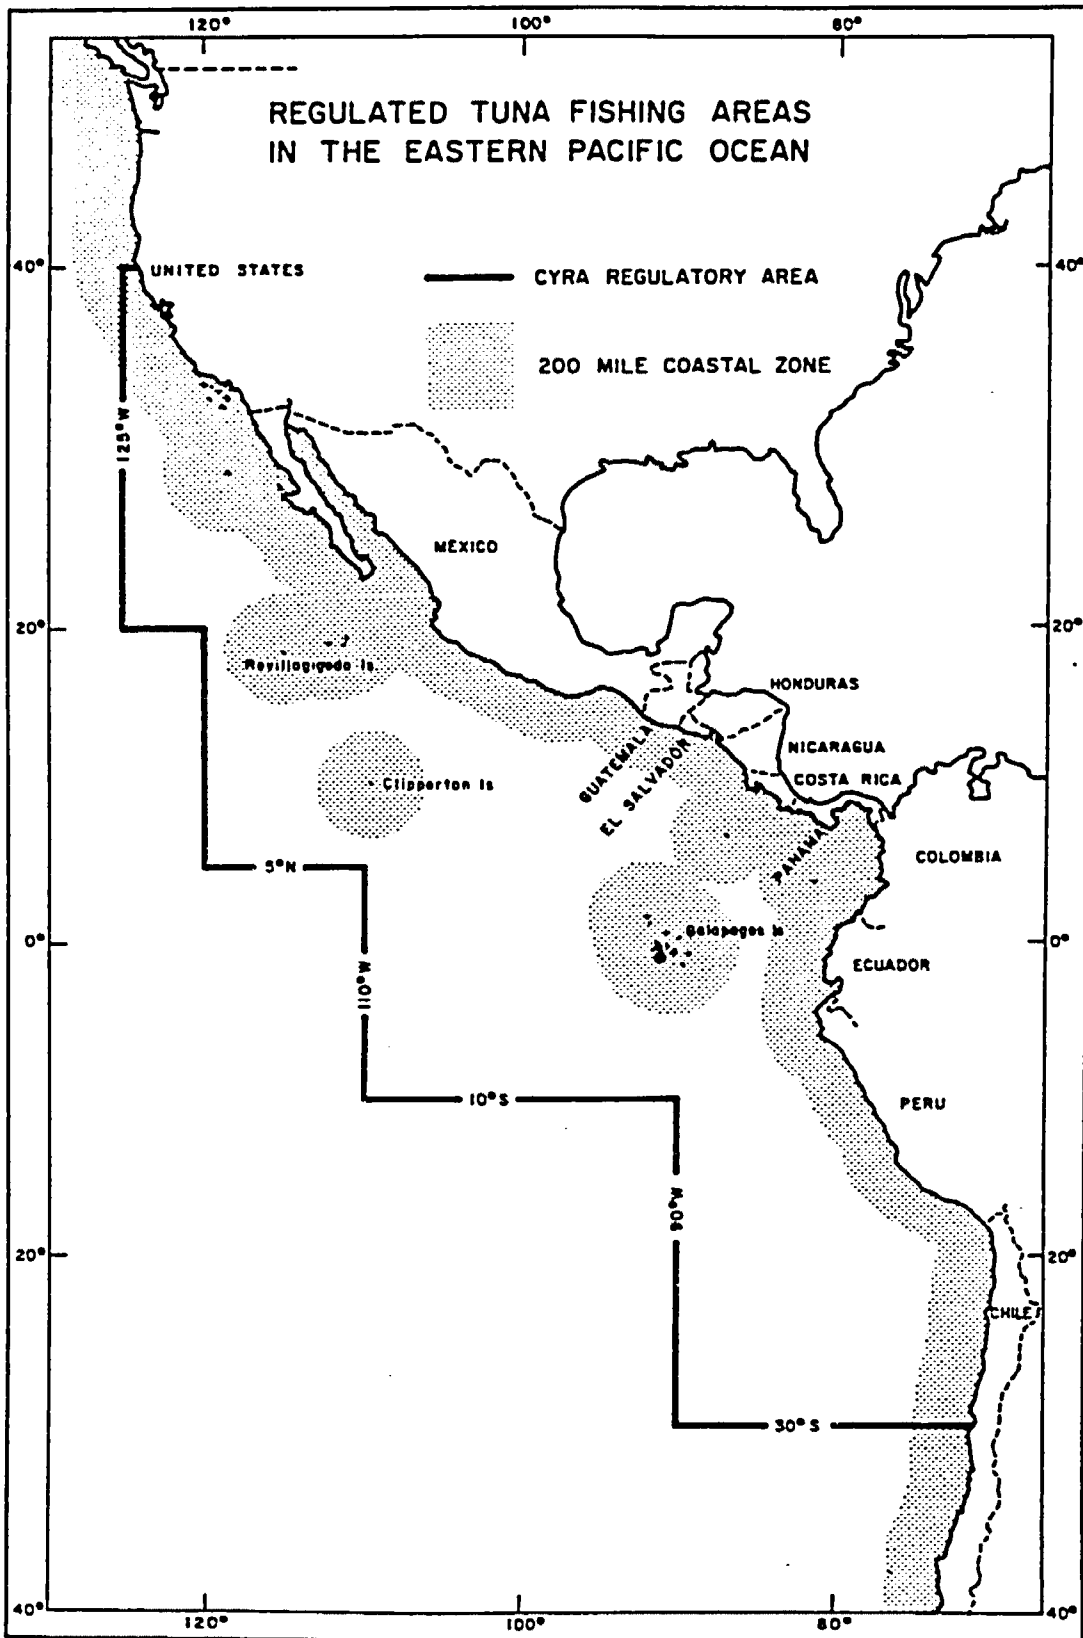 120°
100°
80°
REGULATED TUNA FISHING AREAS
IN THE EASTERN PACIFIC OCEAN
40°
UNITED STATES
CYRA REGULATORY AREA
40°
200 MILE COASTAL ZONE
125°W
MEXICO
20°
20°
Revillagigedo Is.
HONDURAS
GUATEMALA
NICARAGUA
EL SALVADOR
COSTA RICA
Clipperton Is
PANAMA
COLOMBIA
5°N
Galapagos Is
0°
0°
ECUADOR
110°W
10°S
PERU
90°W
20°
20°
CHILE
30°S
40°
40°
120°
100°
80°